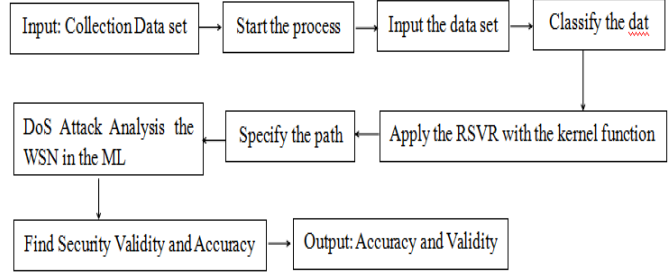 Input: Collection Data set
Start the process
Input the data set
Classify the dat
Apply the RSVR with the kernel function
Specify the path
DoS Attack Analysis the
WSN in the ML
Find Security Validity and Accuracy
Output: Accuracy and Validity